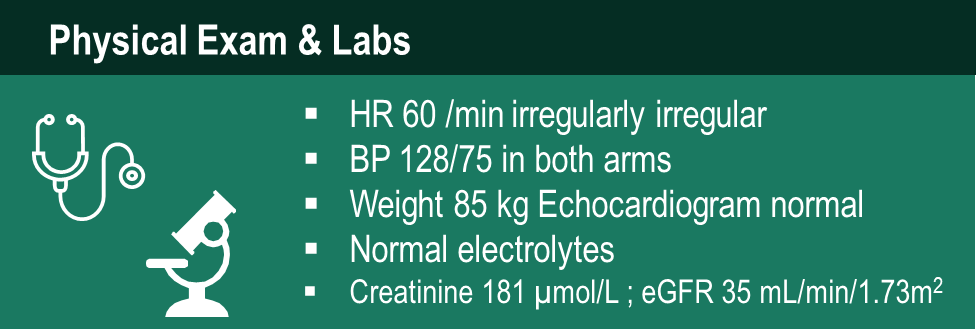 Physical Exam & Labs
▪ HR 60 /min irregularly irregular
▪ BP 128/75 in both arms
▪ Weight 85 kg Echocardiogram normal
▪ Normal electrolytes
▪ Creatinine 181 µmol/L ; eGFR 35 mL/min/1.73m²